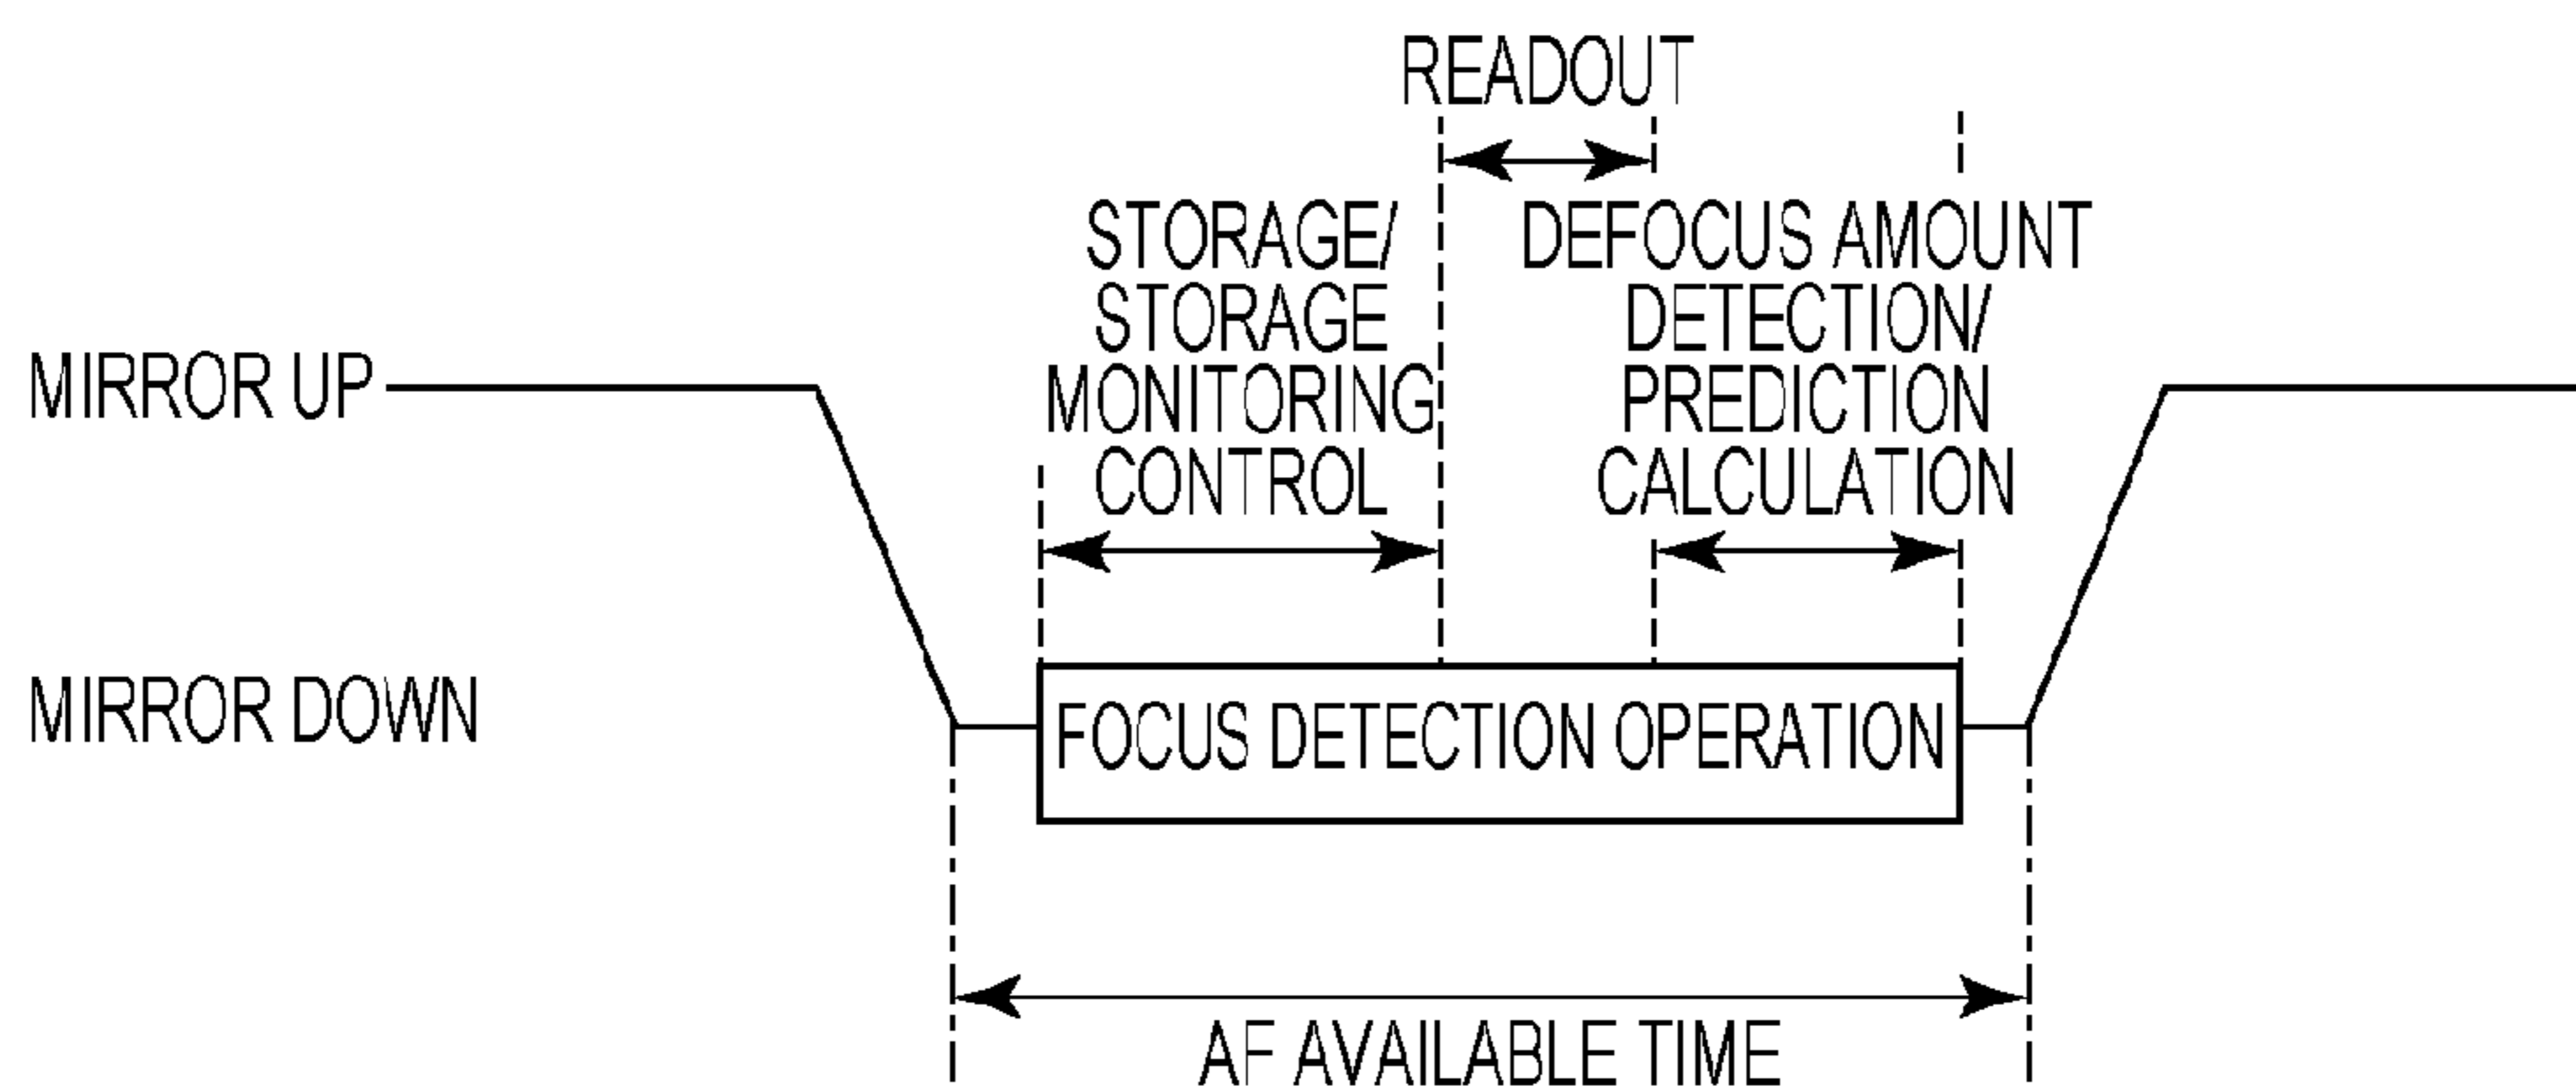 READOUT
STORAGE/
STORAGE
MONITORING
CONTROL
DEFOCUS AMOUNT
DETECTION/
PREDICTION
CALCULATION
MIRROR UP
MIRROR DOWN
FOCUS DETECTION OPERATION
AF AVAILABLE TIME